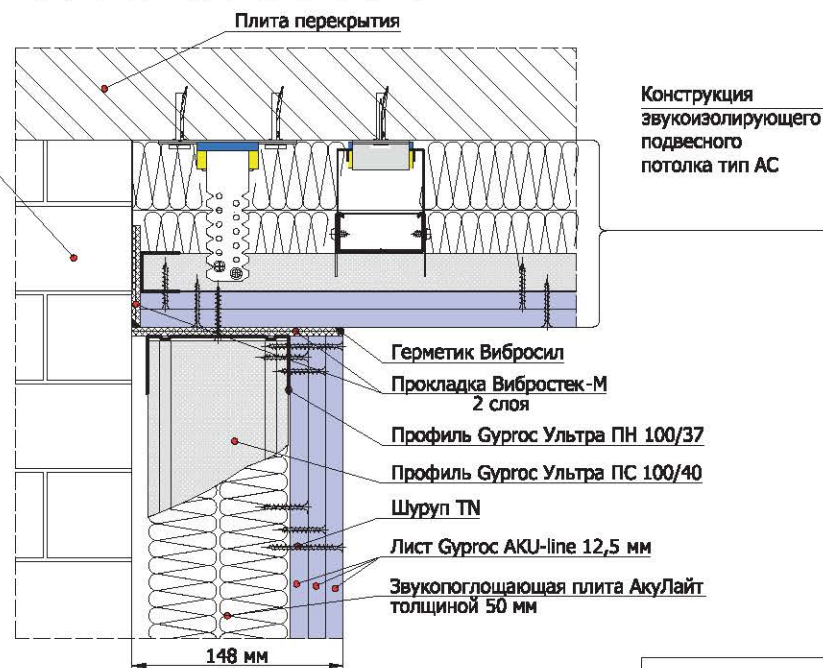 Плита перекрытия
Конструкция
звукоизолирующего
подвесного
потолка тип АС
Герметик Вибросил
Прокладка Вибростек-М
2 слоя
Профиль Gyproc Ультра ПН 100/37
Профиль Gyproc Ультра ПС 100/40
Шуруп TN
Лист Gyproc AKU-line 12,5 мм
Звукопоглощающая плита АкуЛайт
толщиной 50 мм
148 мм